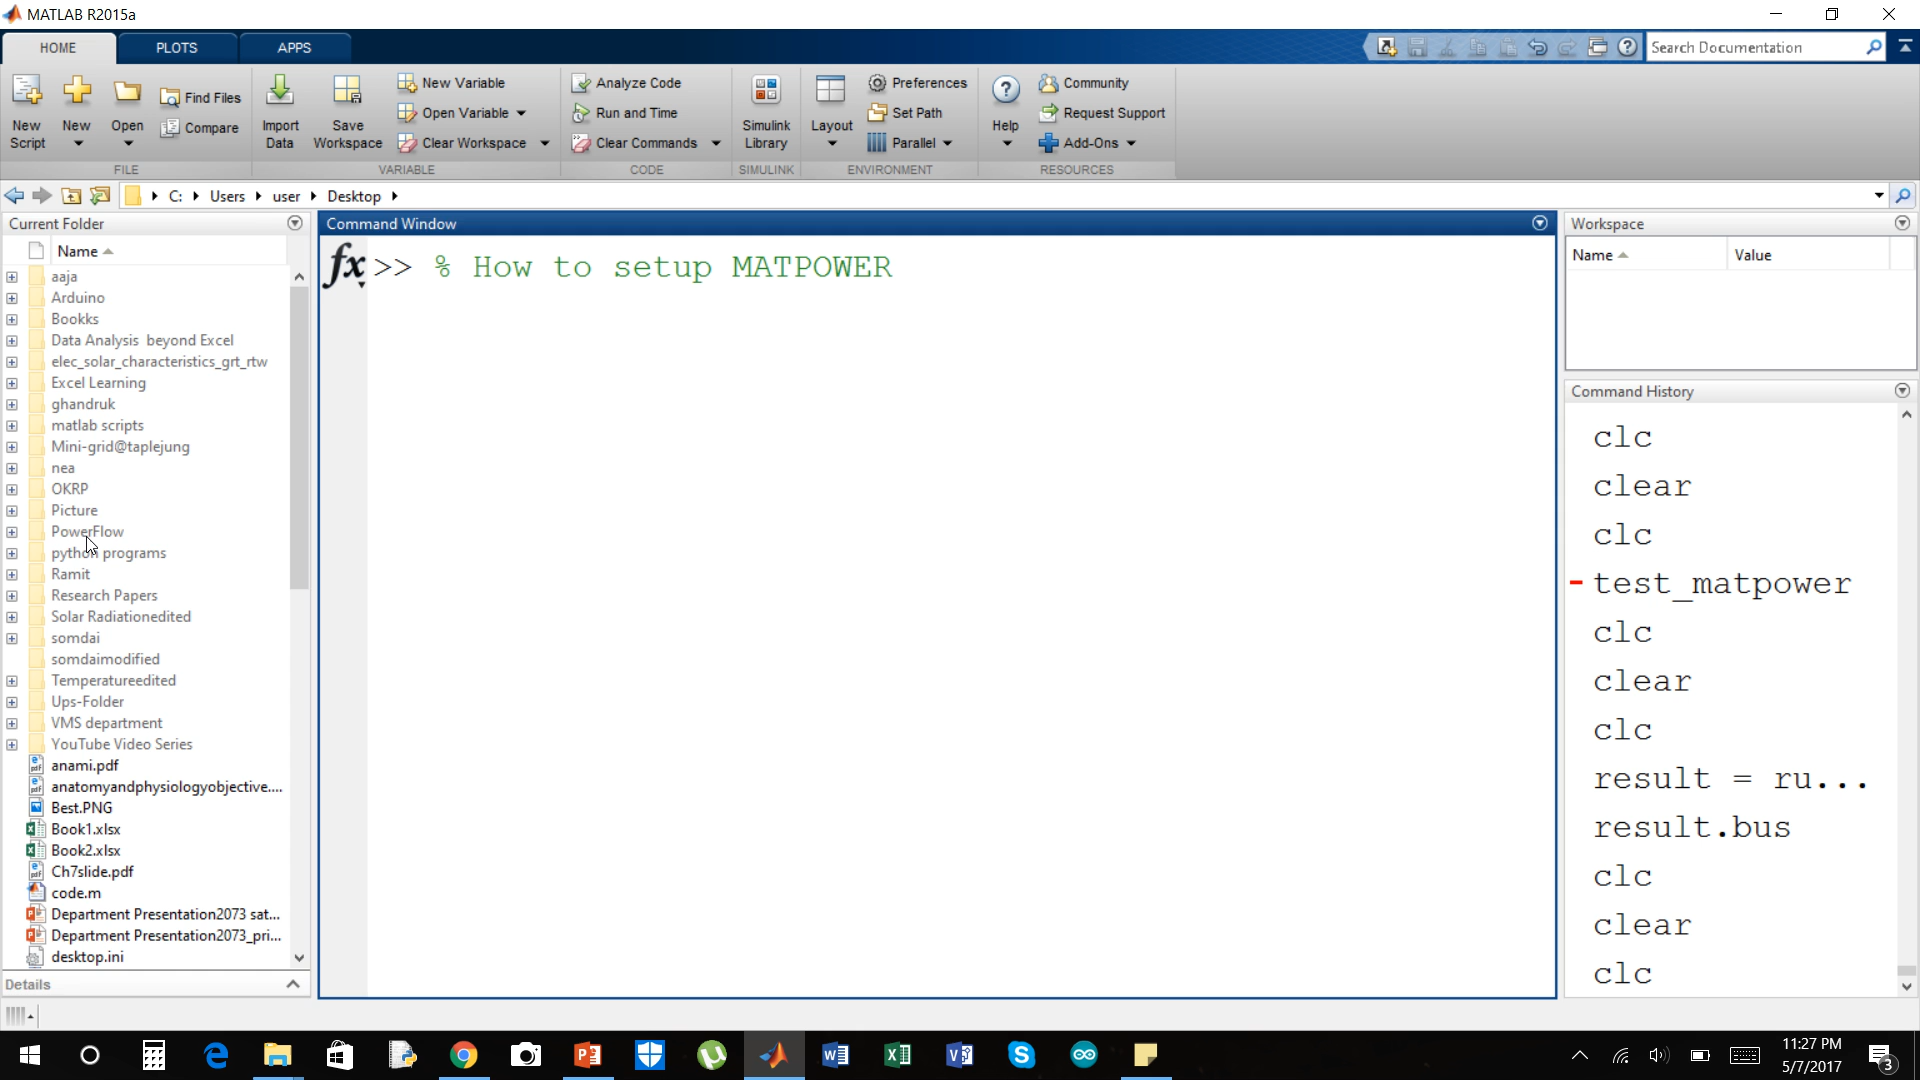 MATLAB R2015a
HOME
PLOTS
APPS
Search Documentation
New Script
New
Open
Find Files
Compare
FILE
Import Data
Save Workspace
New Variable
Open Variable
Clear Workspace
VARIABLE
Analyze Code
Run and Time
Clear Commands
CODE
Simulink Library
SIMULINK
Layout
Preferences
Set Path
Parallel
ENVIRONMENT
Help
Community
Request Support
Add-Ons
RESOURCES
C: Users user Desktop
Current Folder
Name
aaja
Arduino
Bookks
Data Analysis beyond Excel
elec_solar_characteristics_grt_rtw
Excel Learning
ghandruk
matlab scripts
Mini-grid@taplejung
nea
OKRP
Picture
PowerFlow
python programs
Ramit
Research Papers
Solar Radiationedited
somdai
somdaimodified
Temperatureedited
Ups-Folder
VMS department
YouTube Video Series
anami.pdf
anatomyandphysiologyobjective....
Best.PNG
Book1.xlsx
Book2.xlsx
Ch7slide.pdf
code.m
Department Presentation2073 sat...
Department Presentation2073_pri...
desktop.ini
Details
Command Window
fx >> % How to setup MATPOWER
Workspace
Name
Value
Command History
clc
clear
clc
test_matpower
clc
clear
clc
result = ru...
result.bus
clc
clear
clc
11:27 PM
5/7/2017
3